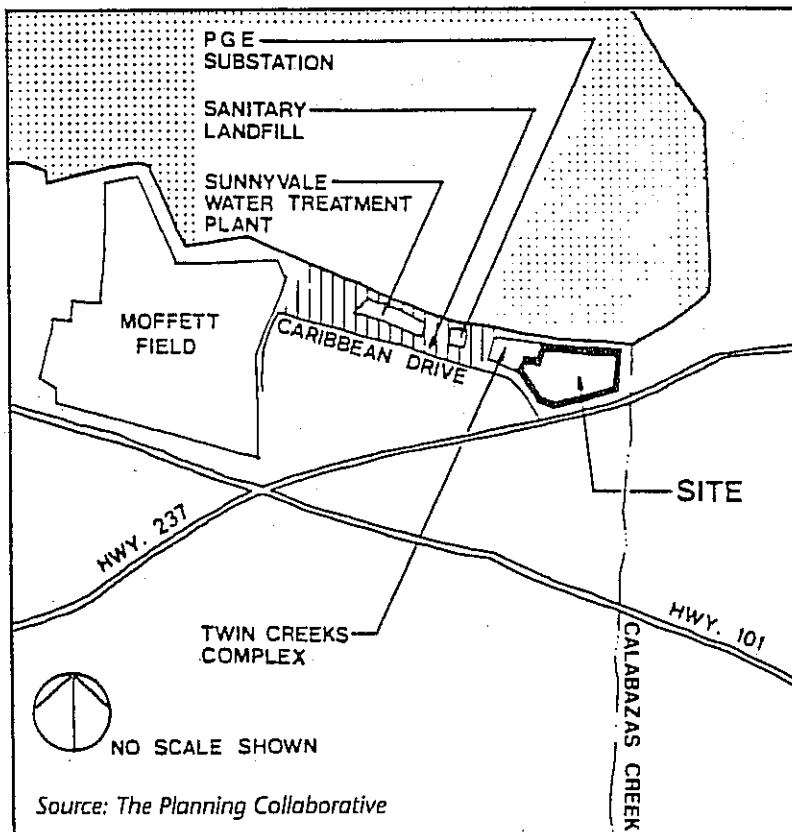 PGE
SUBSTATION
SANITARY
LANDFILL
SUNNYVALE
WATER TREATMENT
PLANT
MOFFETT
FIELD
CARIBBEAN DRIVE
SITE
HWY. 237
HWY. 101
TWIN CREEKS
COMPLEX
CALABAZAS CREEK
NO SCALE SHOWN
Source: The Planning Collaborative